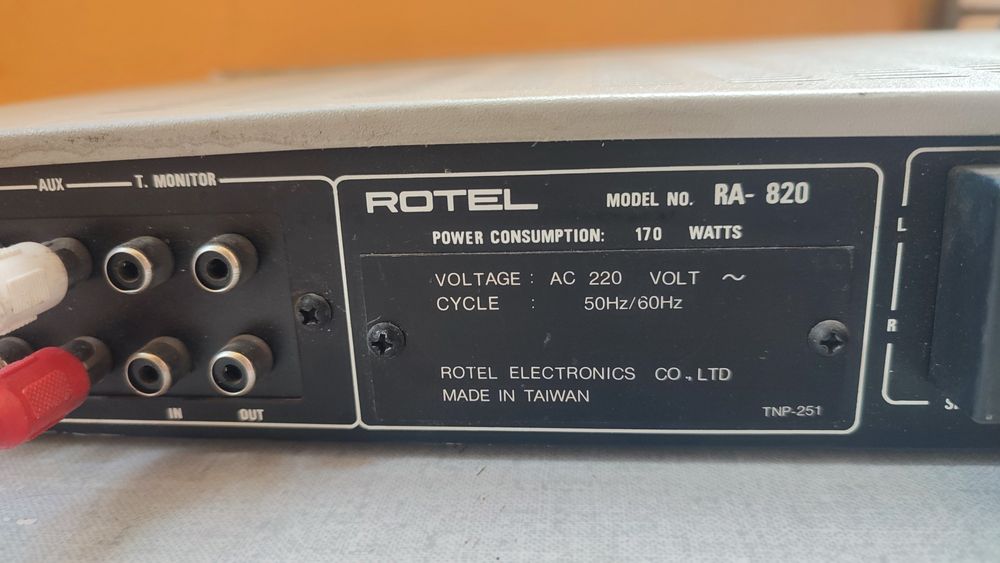 AUX T. MONITOR
IN OUT
ROTEL MODEL NO. RA- 820
POWER CONSUMPTION: 170 WATTS
VOLTAGE : AC 220 VOLT ~
CYCLE : 50Hz/60Hz
ROTEL ELECTRONICS CO., LTD
MADE IN TAIWAN
TNP-251
L
R